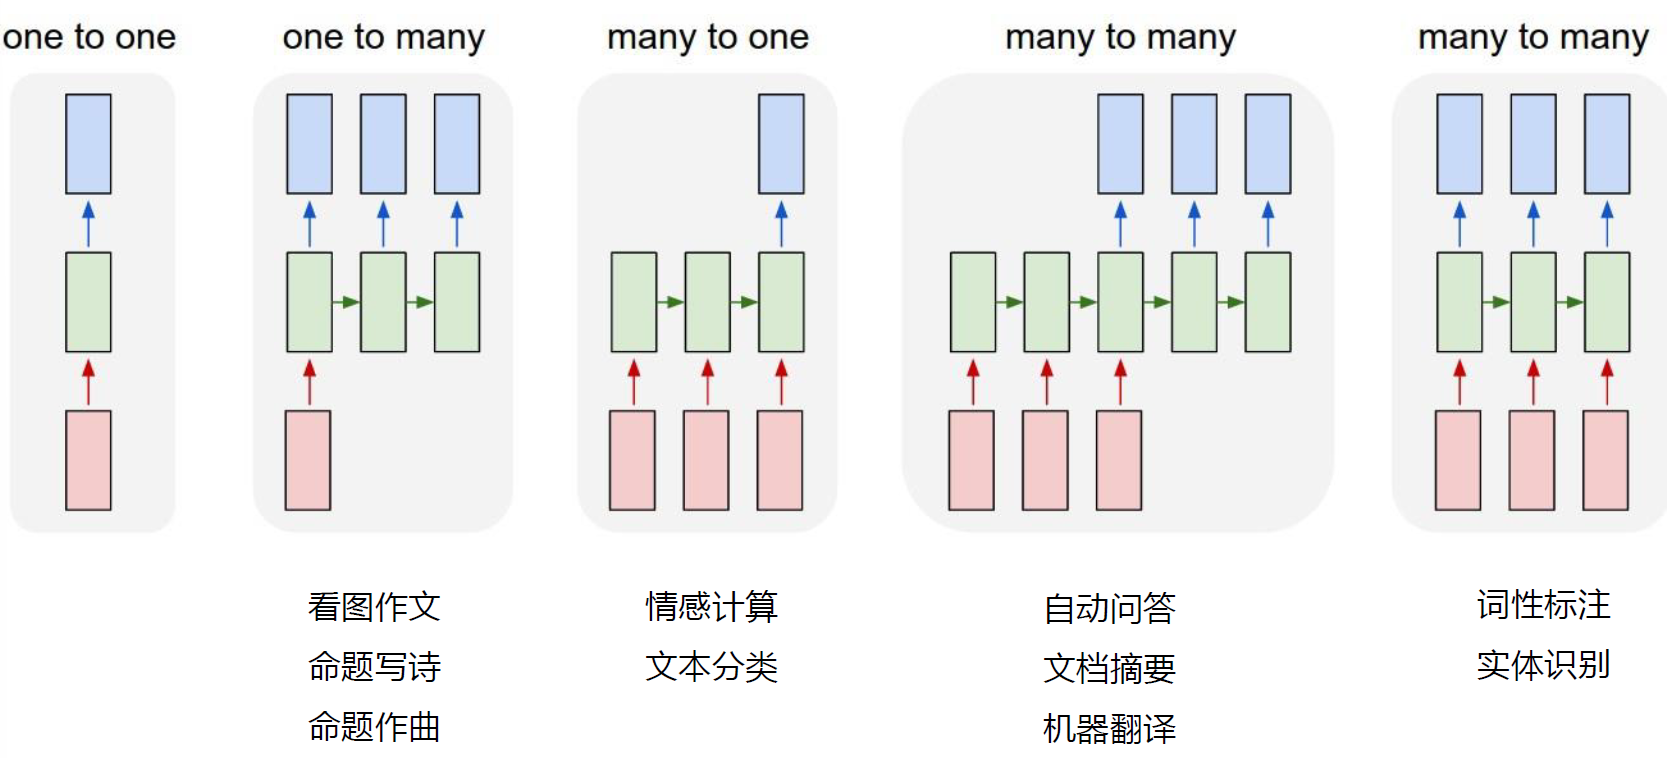 one to one
one to many
many to one
many to many
many to many
看图作文
命题写诗
命题作曲
情感计算
文本分类
自动问答
文档摘要
机器翻译
词性标注
实体识别